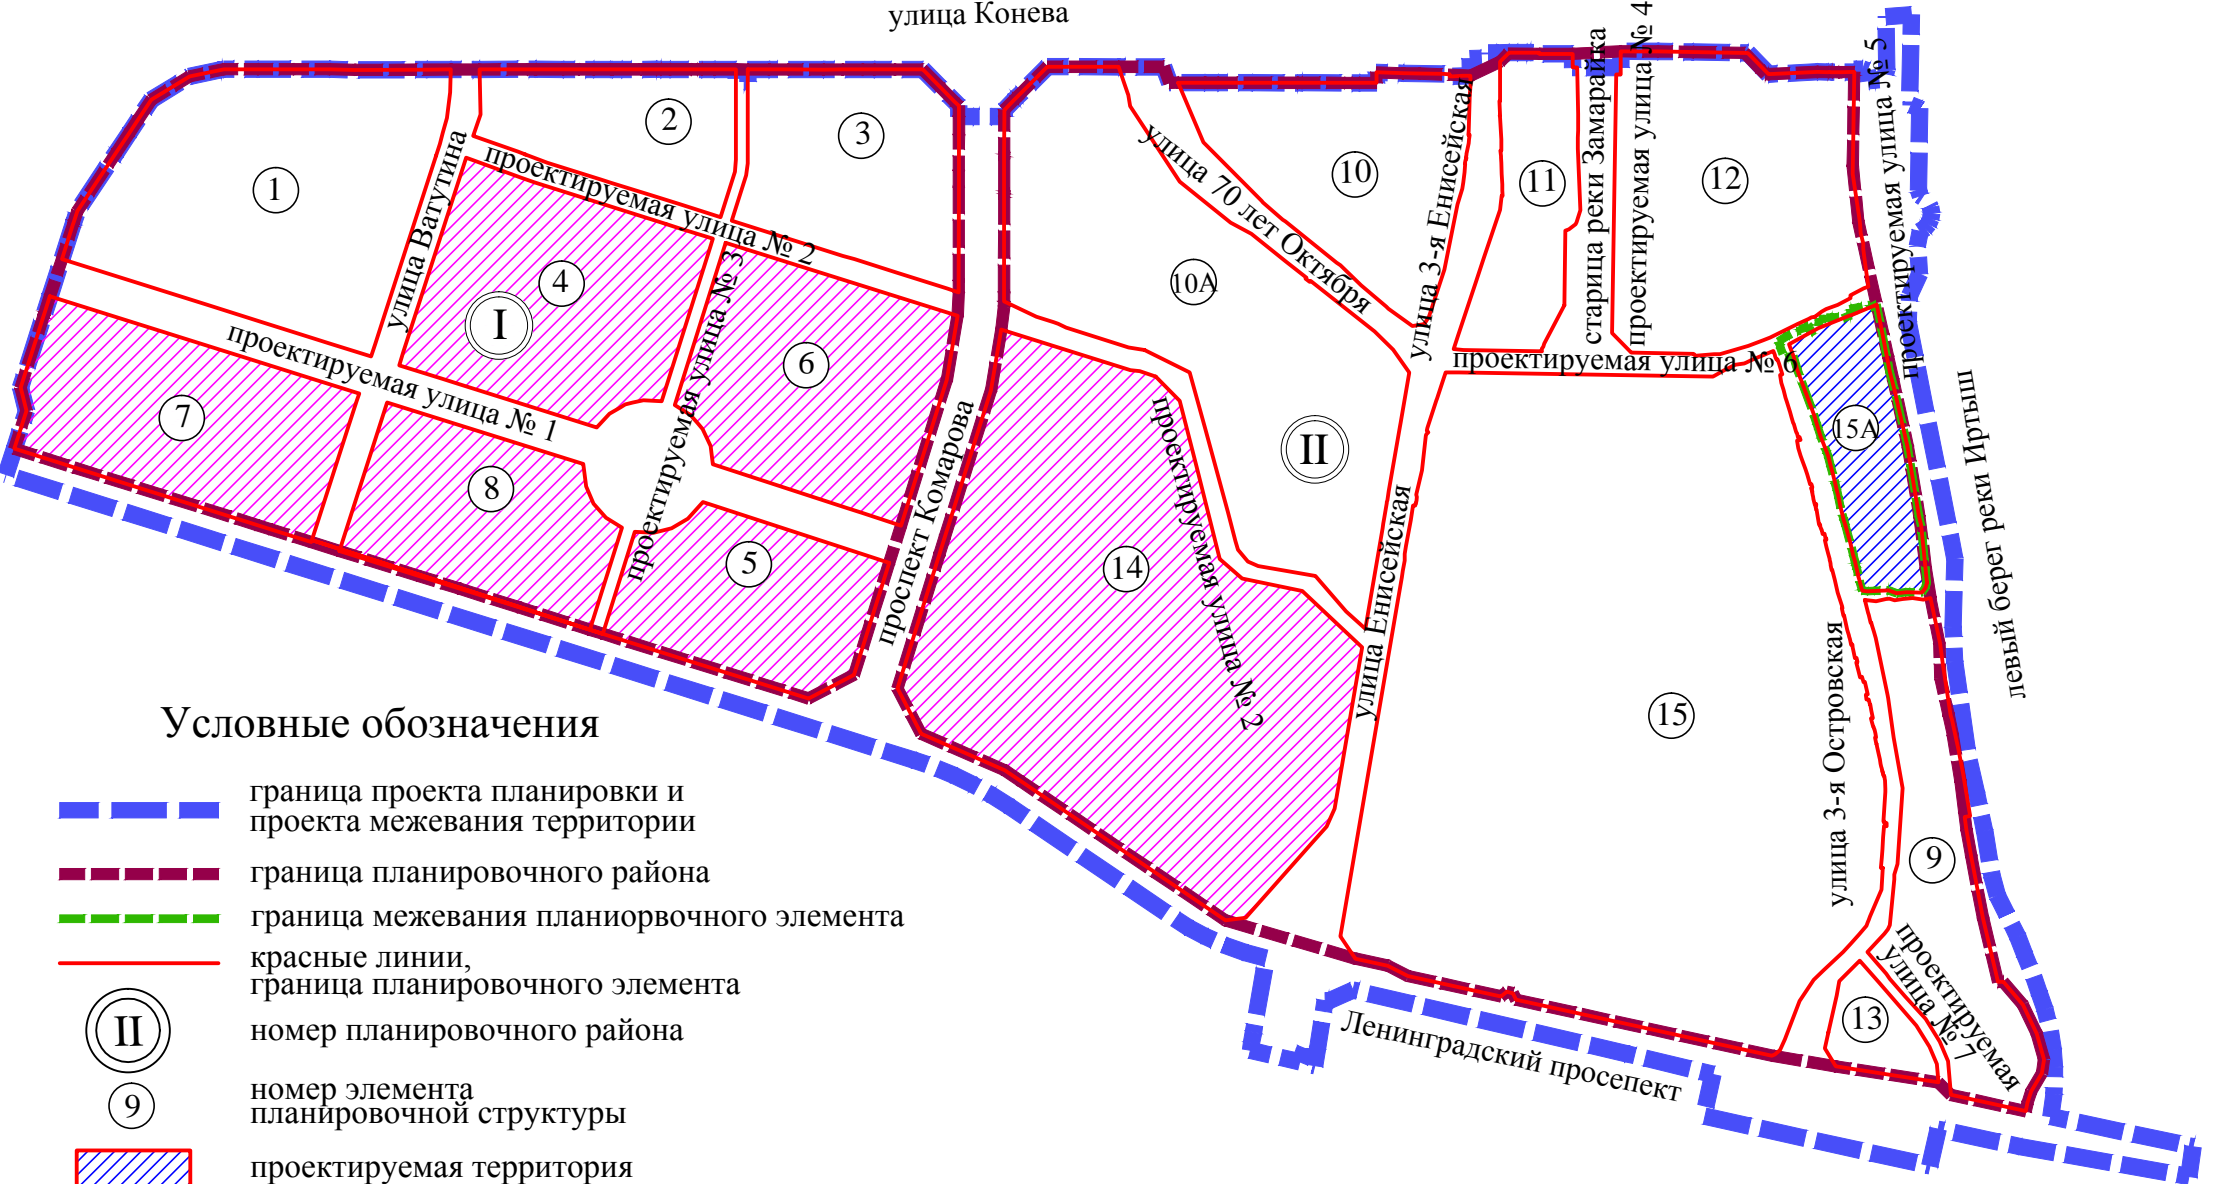 улица Конева
1
2
3
4
I
6
7
8
5
10
10А
11
12
II
14
15
15А
9
13
улица Ватутина
проектируемая улица № 2
проектируемая улица № 3
проектируемая улица № 1
проспект Комарова
улица 70 лет Октября
улица 3-я Енисейская
старица реки Замарайка
проектируемая улица № 4
проектируемая улица № 5
проектируемая улица № 6
проектируемая улица № 2
улица Енисейская
улица 3-я Островская
левый берег реки Иртыш
проектируемая
улица № 7
Ленинградский просепект
Условные обозначения
граница проекта планировки и
проекта межевания территории
граница планировочного района
граница межевания планиорвочного элемента
красные линии,
граница планировочного элемента
II
номер планировочного района
9
номер элемента
планировочной структуры
проектируемая территория